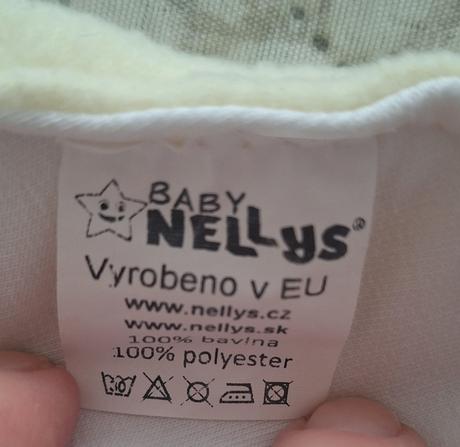 BABY
NELLYS®
Vyrobeno v EU
www.nellys.cz
www.nellys.sk
100% bavlna
100% polyester